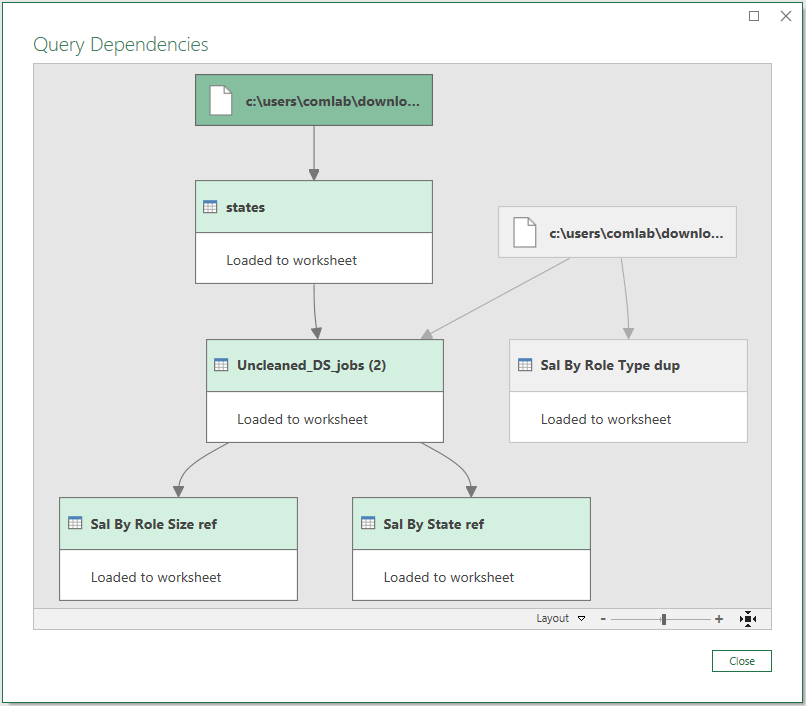 Query Dependencies
c:\users\comlab\downlo...
states
Loaded to worksheet
c:\users\comlab\downlo...
Uncleaned_DS_jobs (2)
Loaded to worksheet
Sal By Role Type dup
Loaded to worksheet
Sal By Role Size ref
Loaded to worksheet
Sal By State ref
Loaded to worksheet
Layout
- +
Close